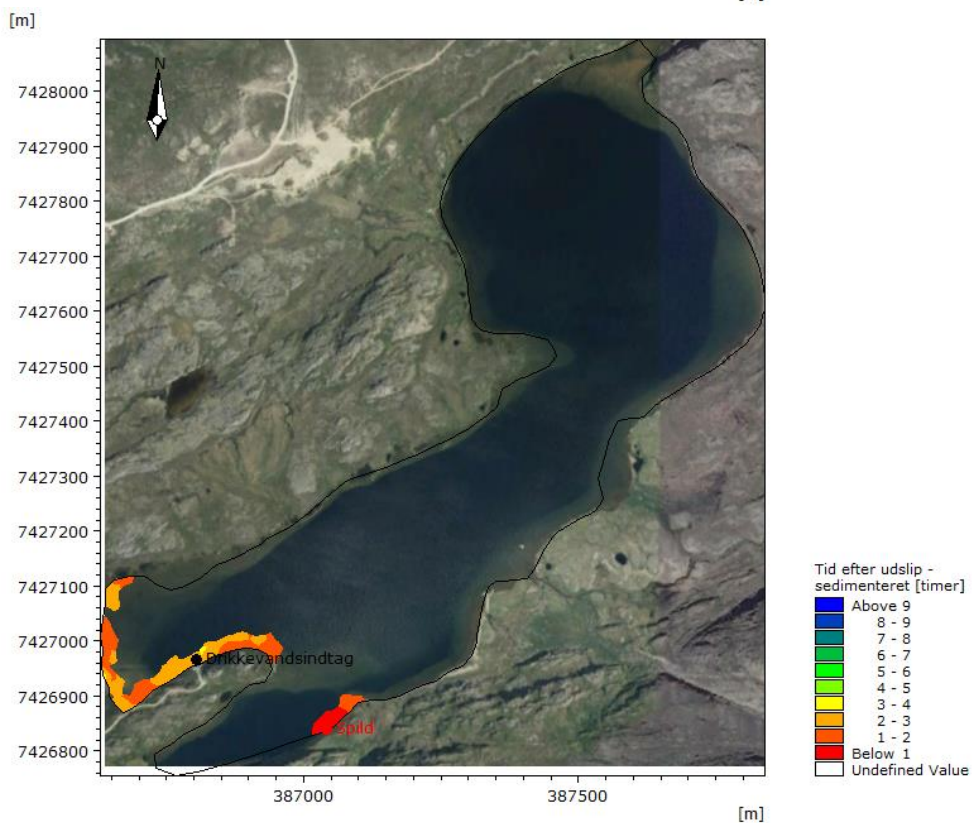 [m]
N
7428000
7427900
7427800
7427700
7427600
7427500
7427400
7427300
7427200
7427100
7427000
7426900
7426800
Drikkevandsindtag
Spild
387000
387500
[m]
Tid efter udslip -
sedimenteret [timer]
Above 9
8 - 9
7 - 8
6 - 7
5 - 6
4 - 5
3 - 4
2 - 3
1 - 2
Below 1
Undefined Value